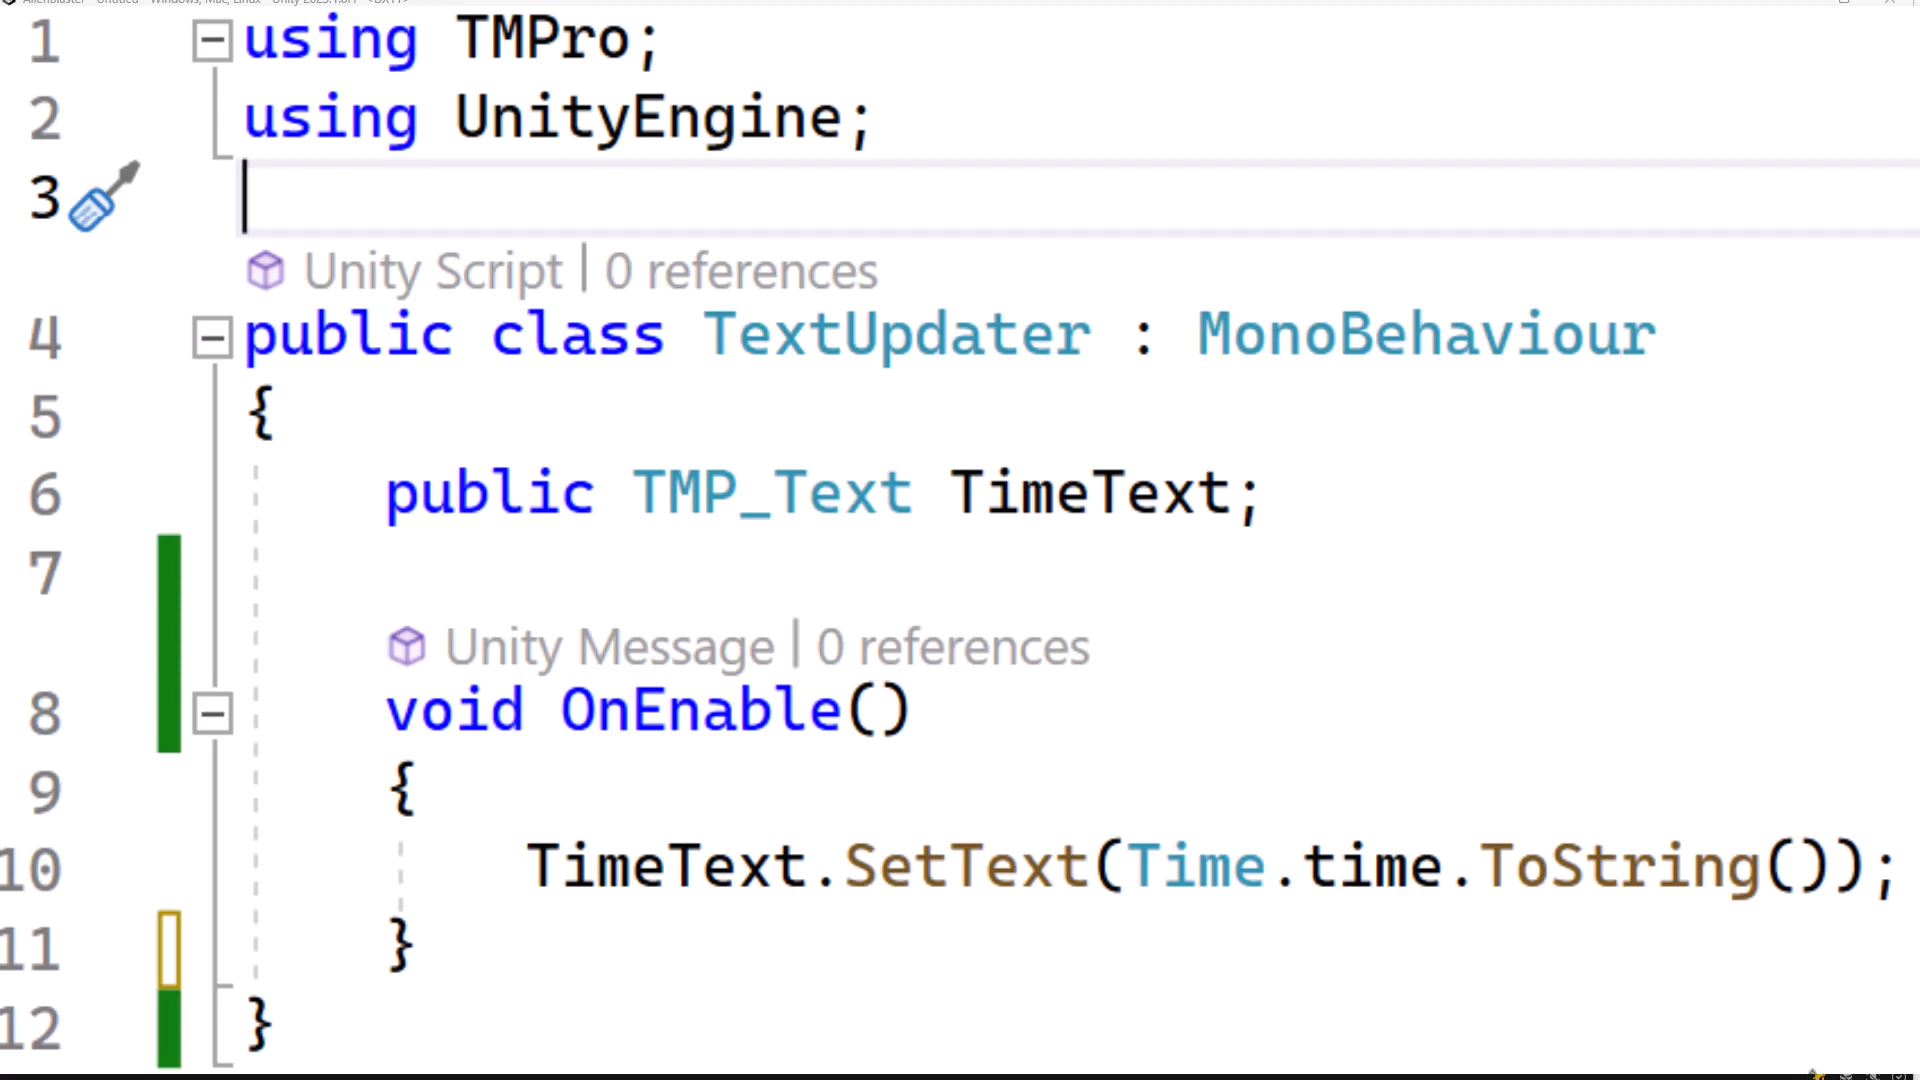 1 using TMPro;
2 using UnityEngine;
3
Unity Script | 0 references
4 public class TextUpdater : MonoBehaviour
5 {
6 public TMP_Text TimeText;
7
Unity Message | 0 references
8 void OnEnable()
9 {
10 TimeText.SetText(Time.time.ToString());
11 }
12 }